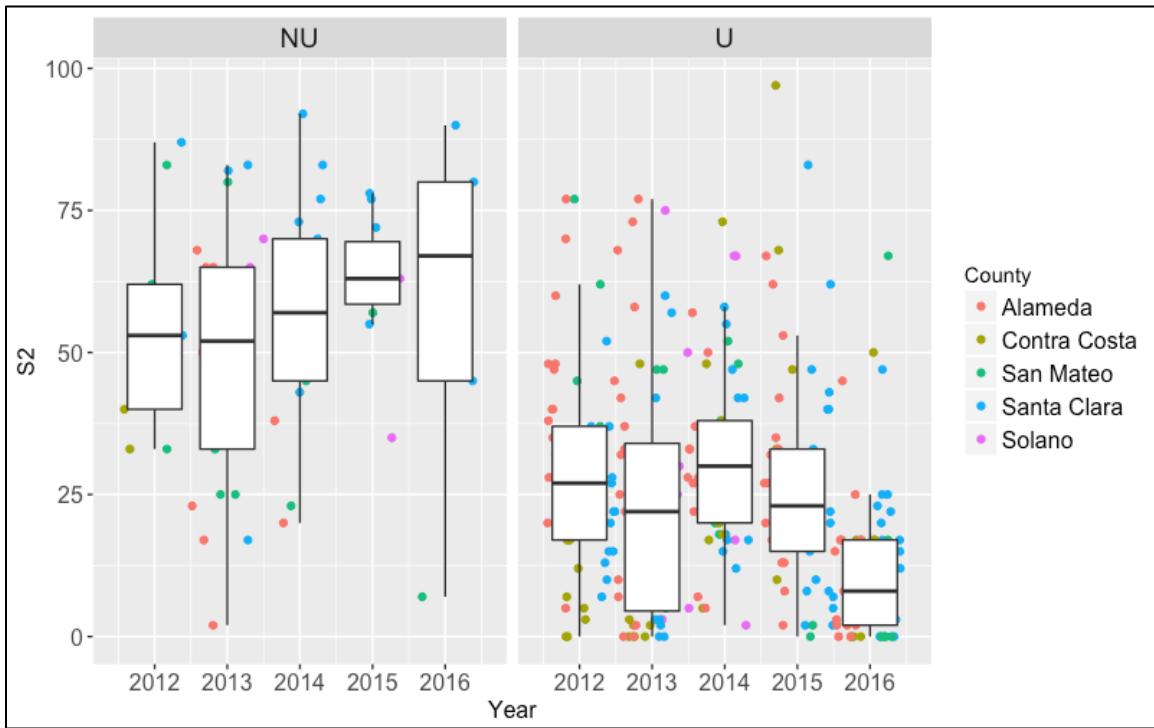 NU U
100
75
50
25
0
S2
2012 2013 2014 2015 2016 2012 2013 2014 2015 2016
Year
County
Alameda
Contra Costa
San Mateo
Santa Clara
Solano